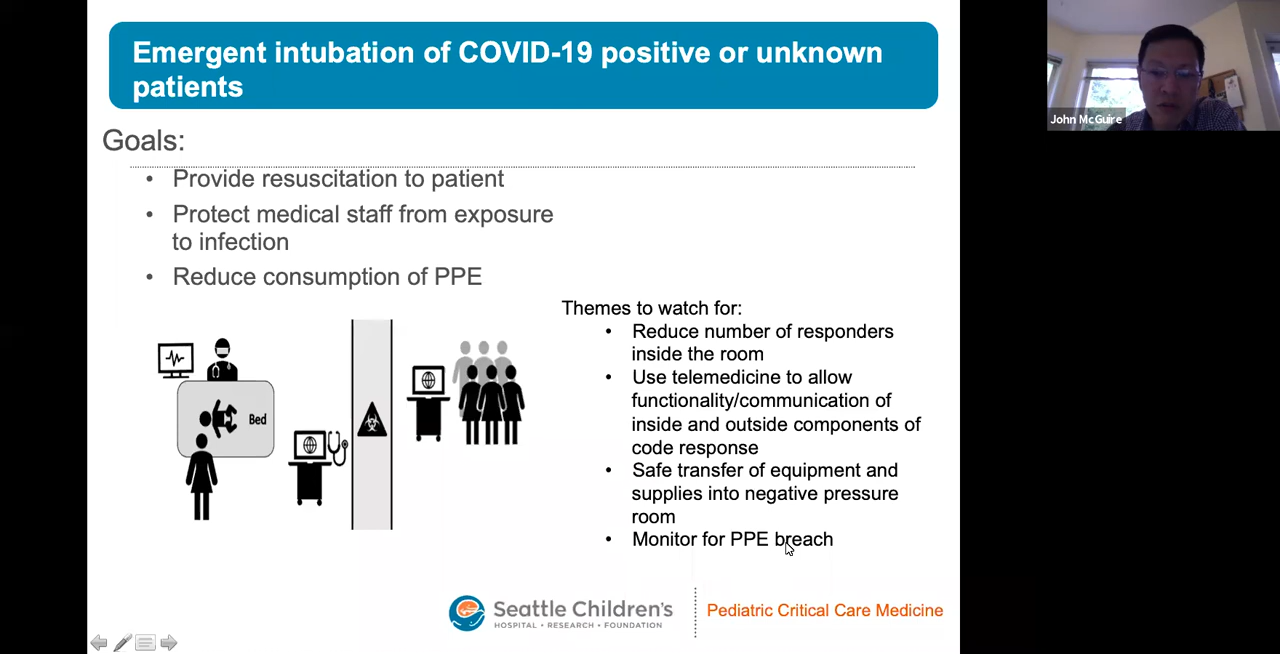 Emergent intubation of COVID-19 positive or unknown
patients
Goals:
• Provide resuscitation to patient
• Protect medical staff from exposure
to infection
• Reduce consumption of PPE
Bed
Themes to watch for:
• Reduce number of responders
inside the room
• Use telemedicine to allow
functionality/communication of
inside and outside components of
code response
• Safe transfer of equipment and
supplies into negative pressure
room
• Monitor for PPE breach
Seattle Children's
HOSPITAL • RESEARCH • FOUNDATION
Pediatric Critical Care Medicine
John McGuire